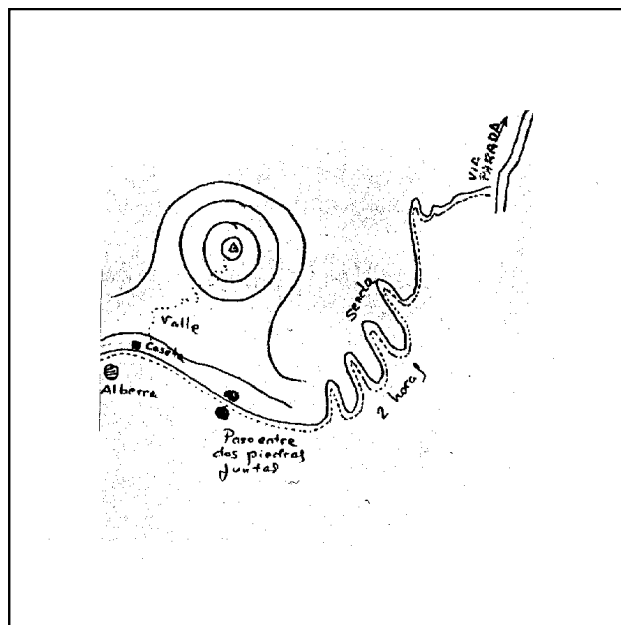 VIA
PARADA
Senda
Valle
Caseta
2 horas
Alberca
Paso entre
dos piedras
juntas